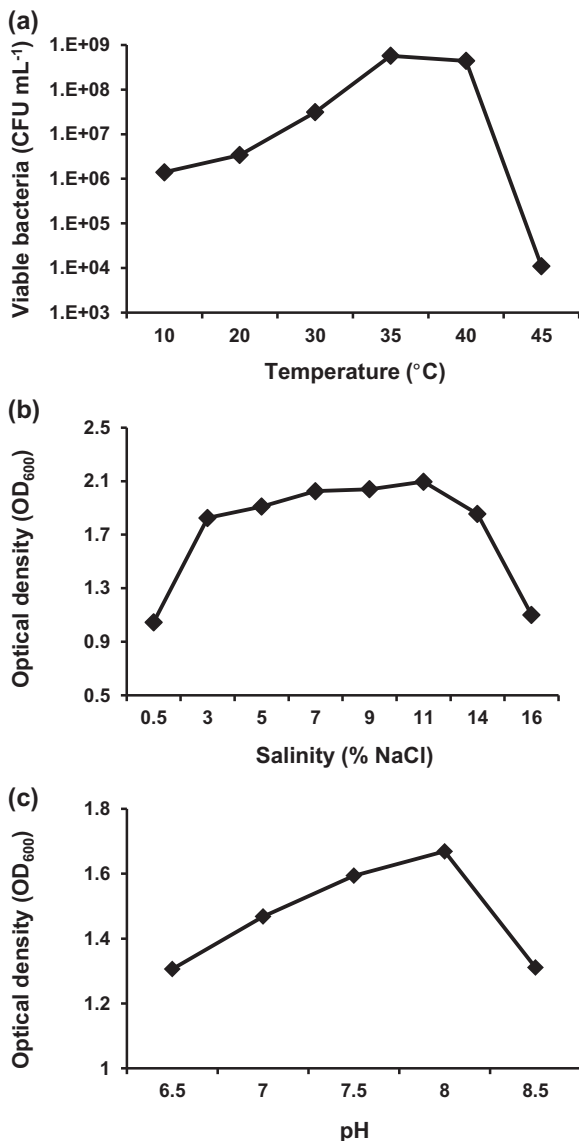 (a)
Viable bacteria (CFU mL-1)
1.E+09
1.E+08
1.E+07
1.E+06
1.E+05
1.E+04
1.E+03
10 20 30 35 40 45
Temperature (°C)
(b)
Optical density (OD600)
2.5
2.1
1.7
1.3
0.9
0.5
0.5 3 5 7 9 11 14 16
Salinity (% NaCl)
(c)
Optical density (OD600)
1.8
1.6
1.4
1.2
1
6.5 7 7.5 8 8.5
pH